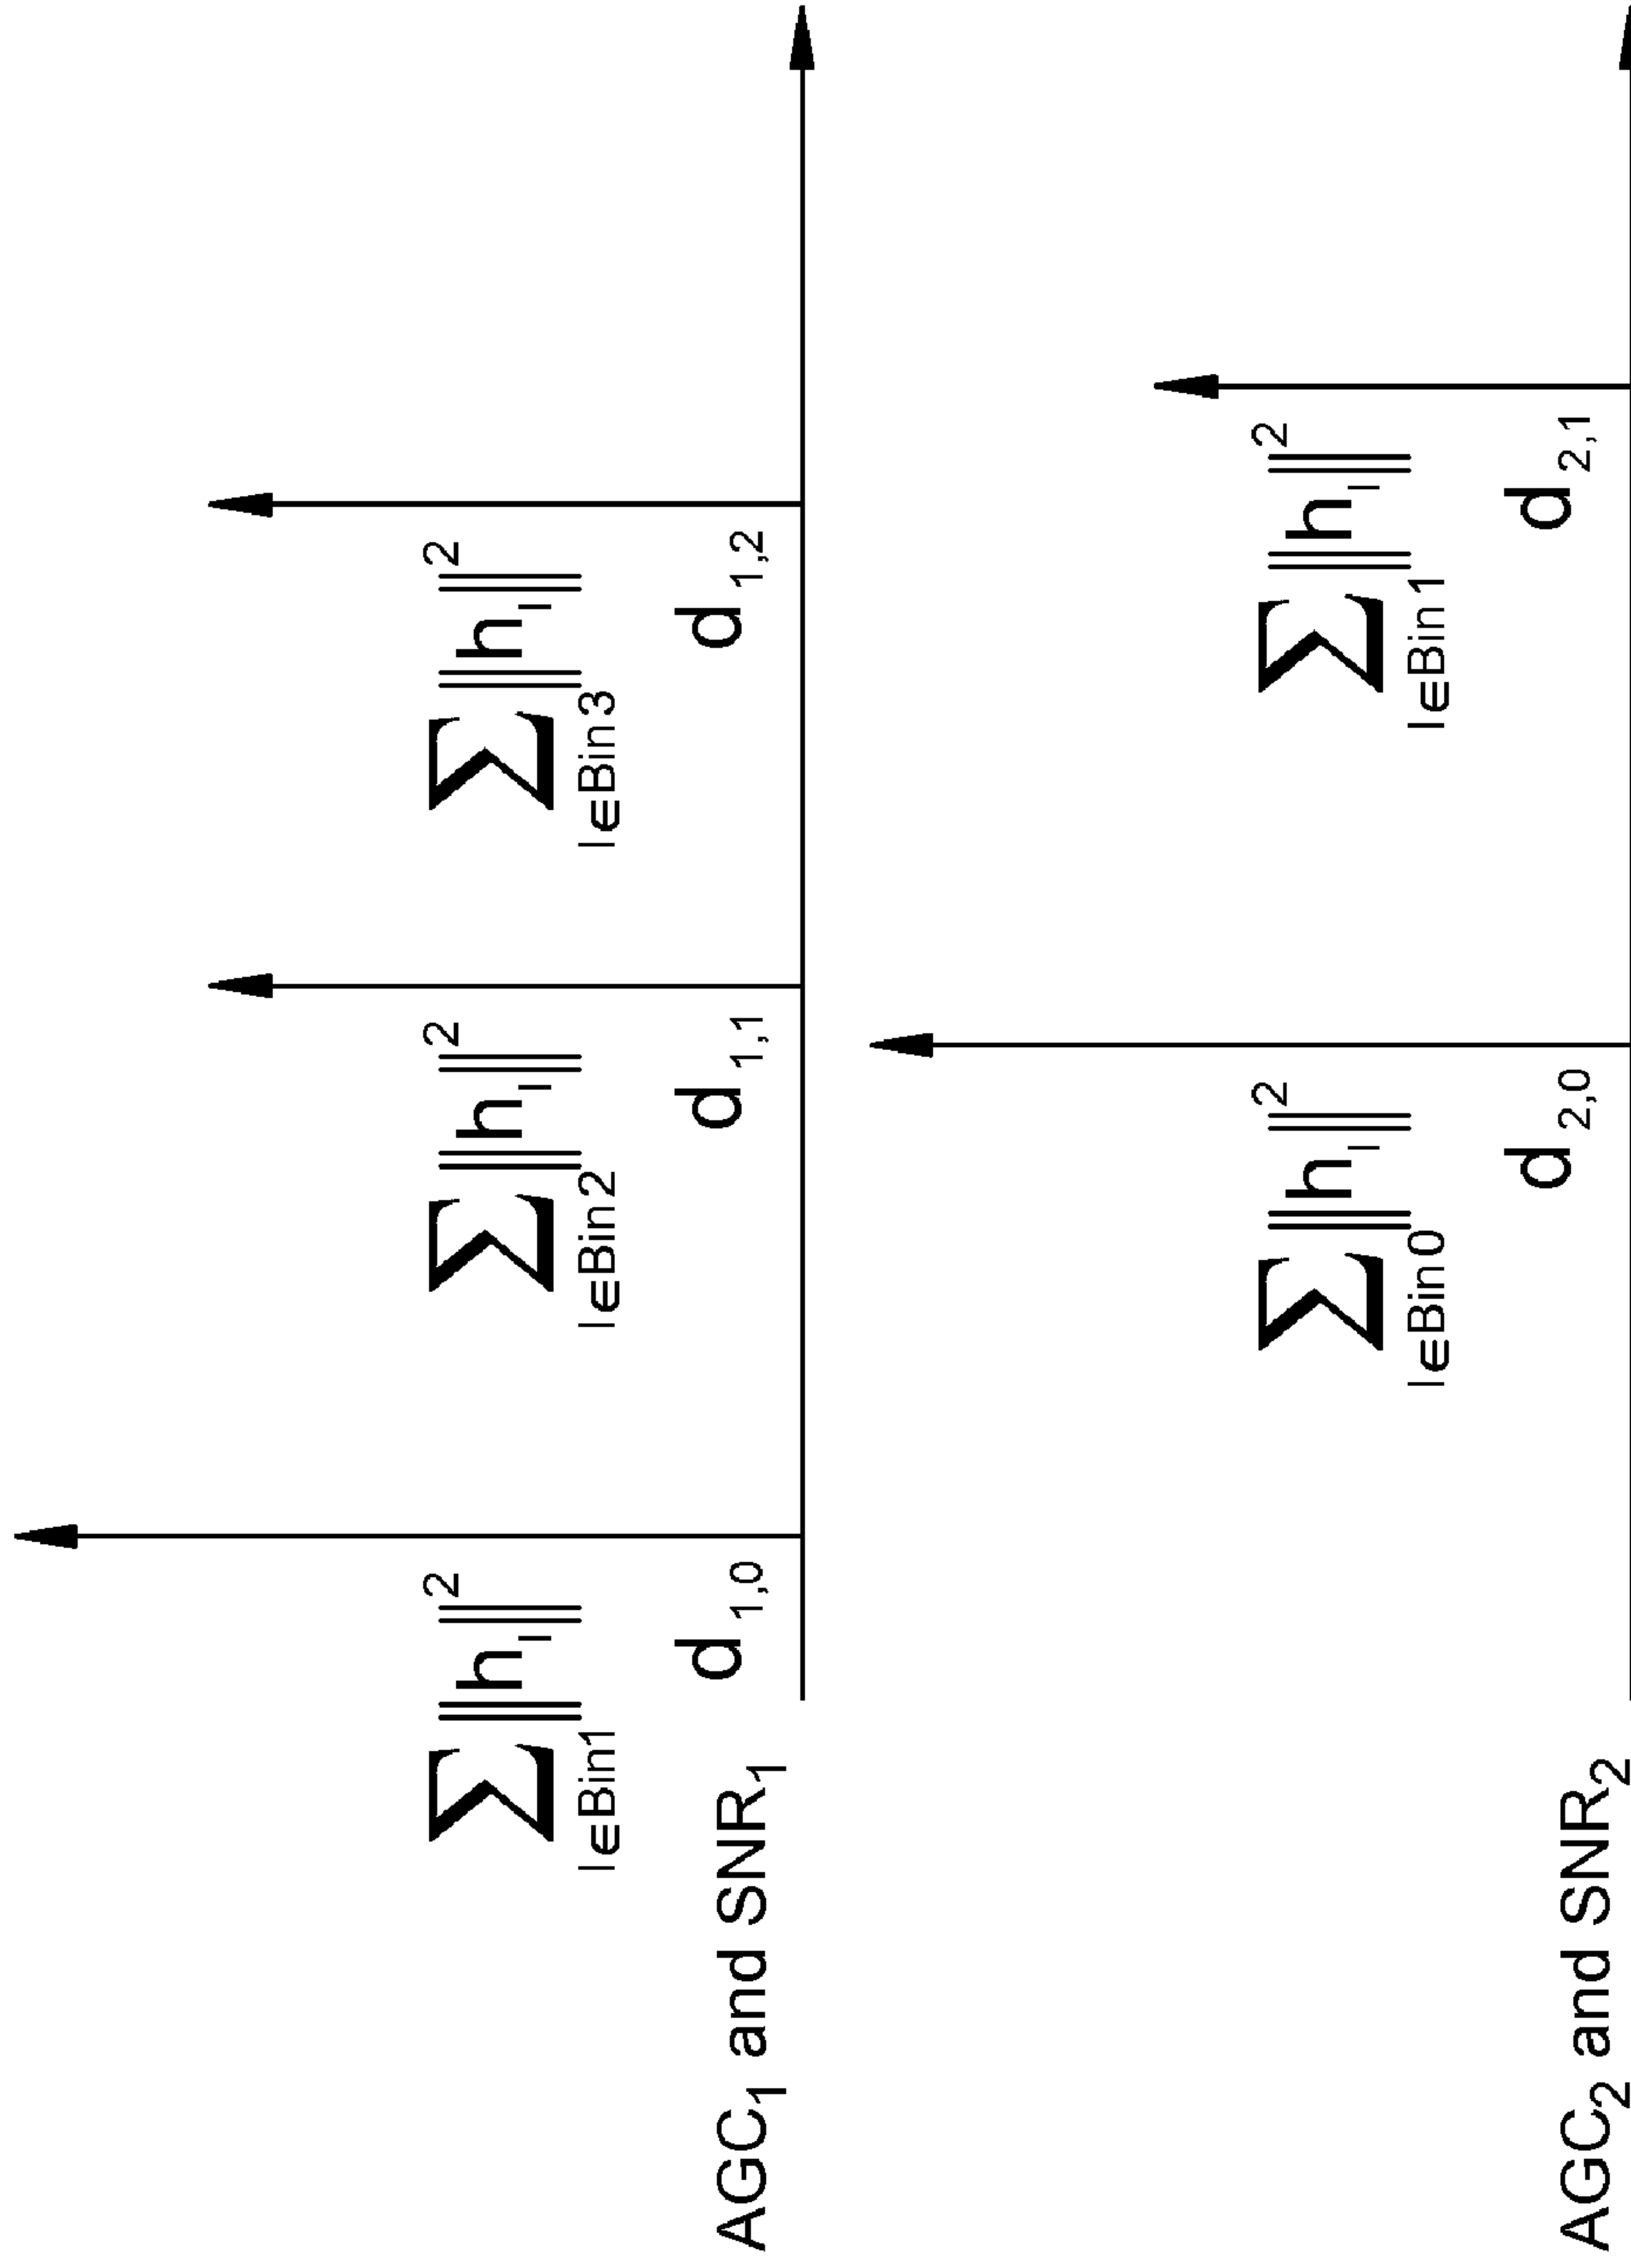 ∑‖hₗ‖²
l∈Bin1
d₁,₀
∑‖hₗ‖²
l∈Bin2
d₁,₁
∑‖hₗ‖²
l∈Bin3
d₁,₂
AGC₁ and SNR₁
∑‖hₗ‖²
l∈Bin0
d₂,₀
∑‖hₗ‖²
l∈Bin1
d₂,₁
AGC₂ and SNR₂